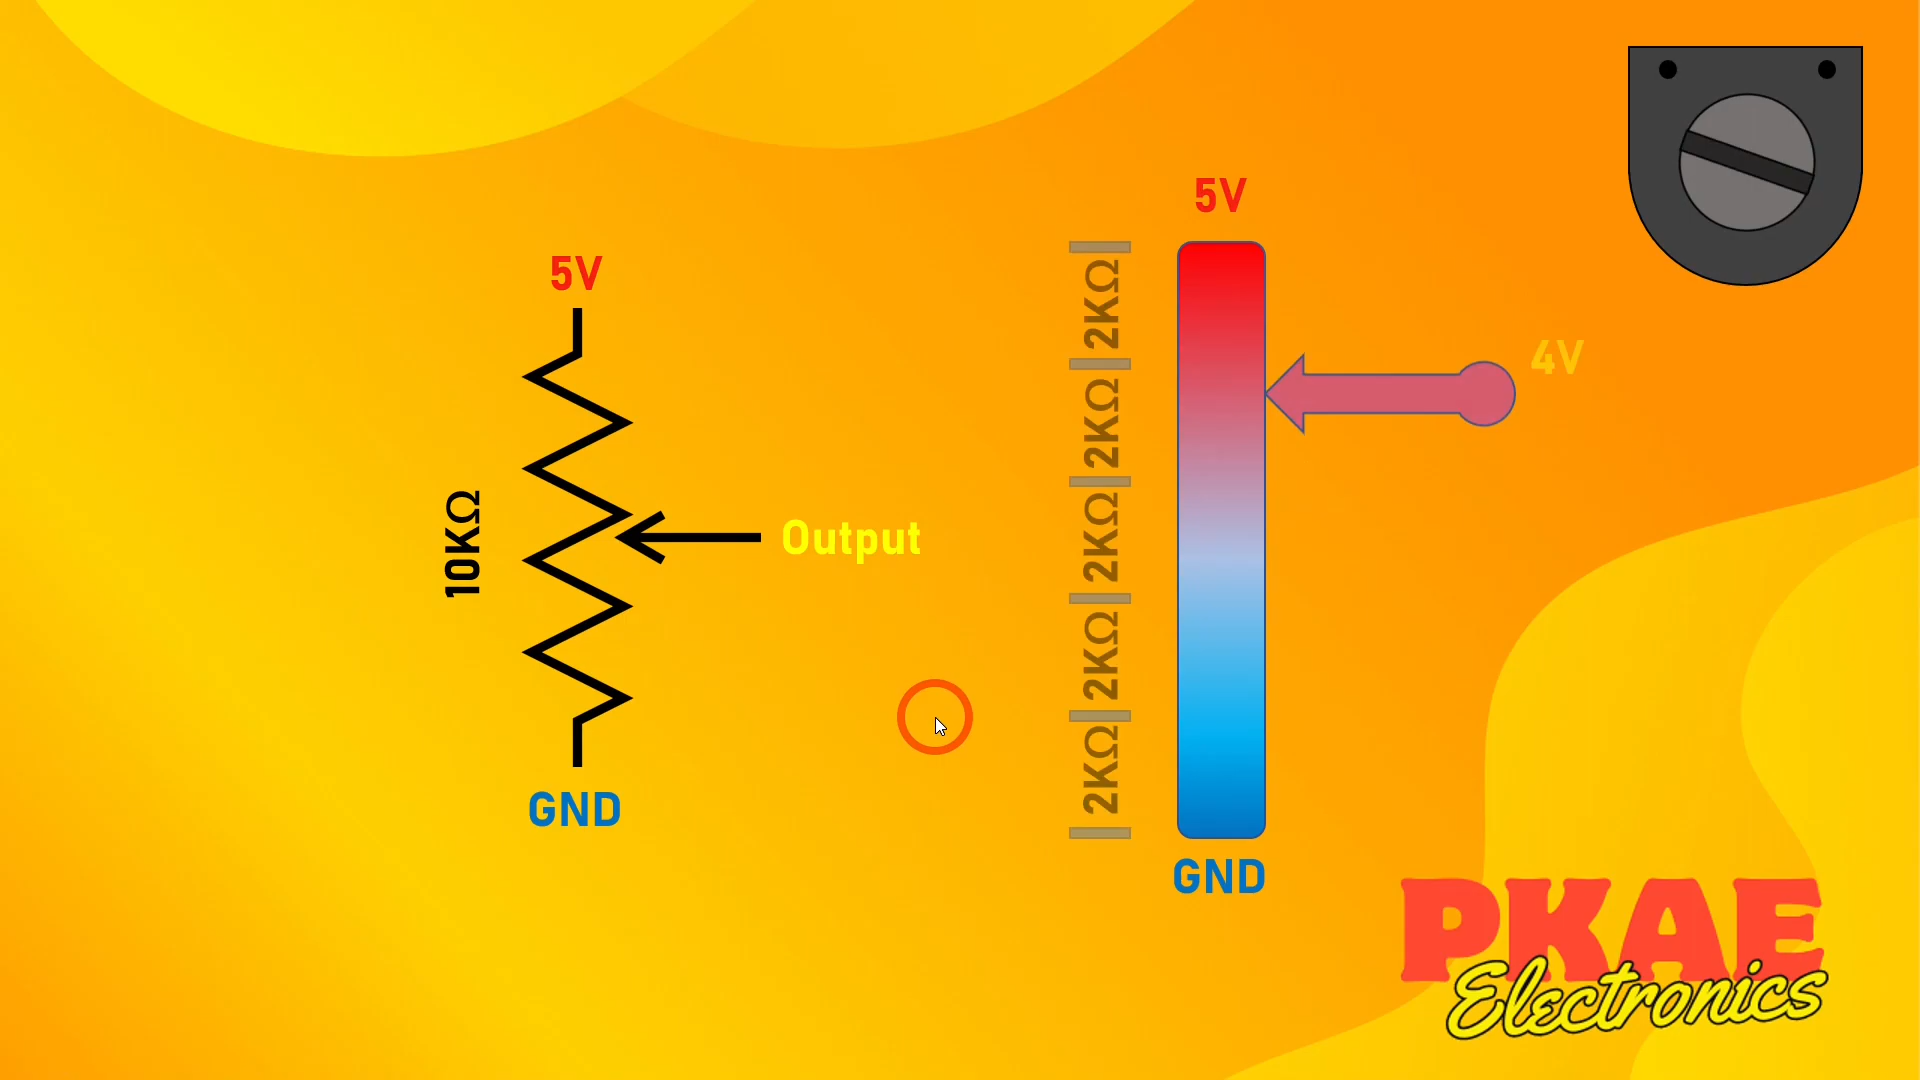 5V
10KΩ
Output
GND
5V
2KΩ
2KΩ
2KΩ
2KΩ
2KΩ
4V
GND
PKAE
Electronics